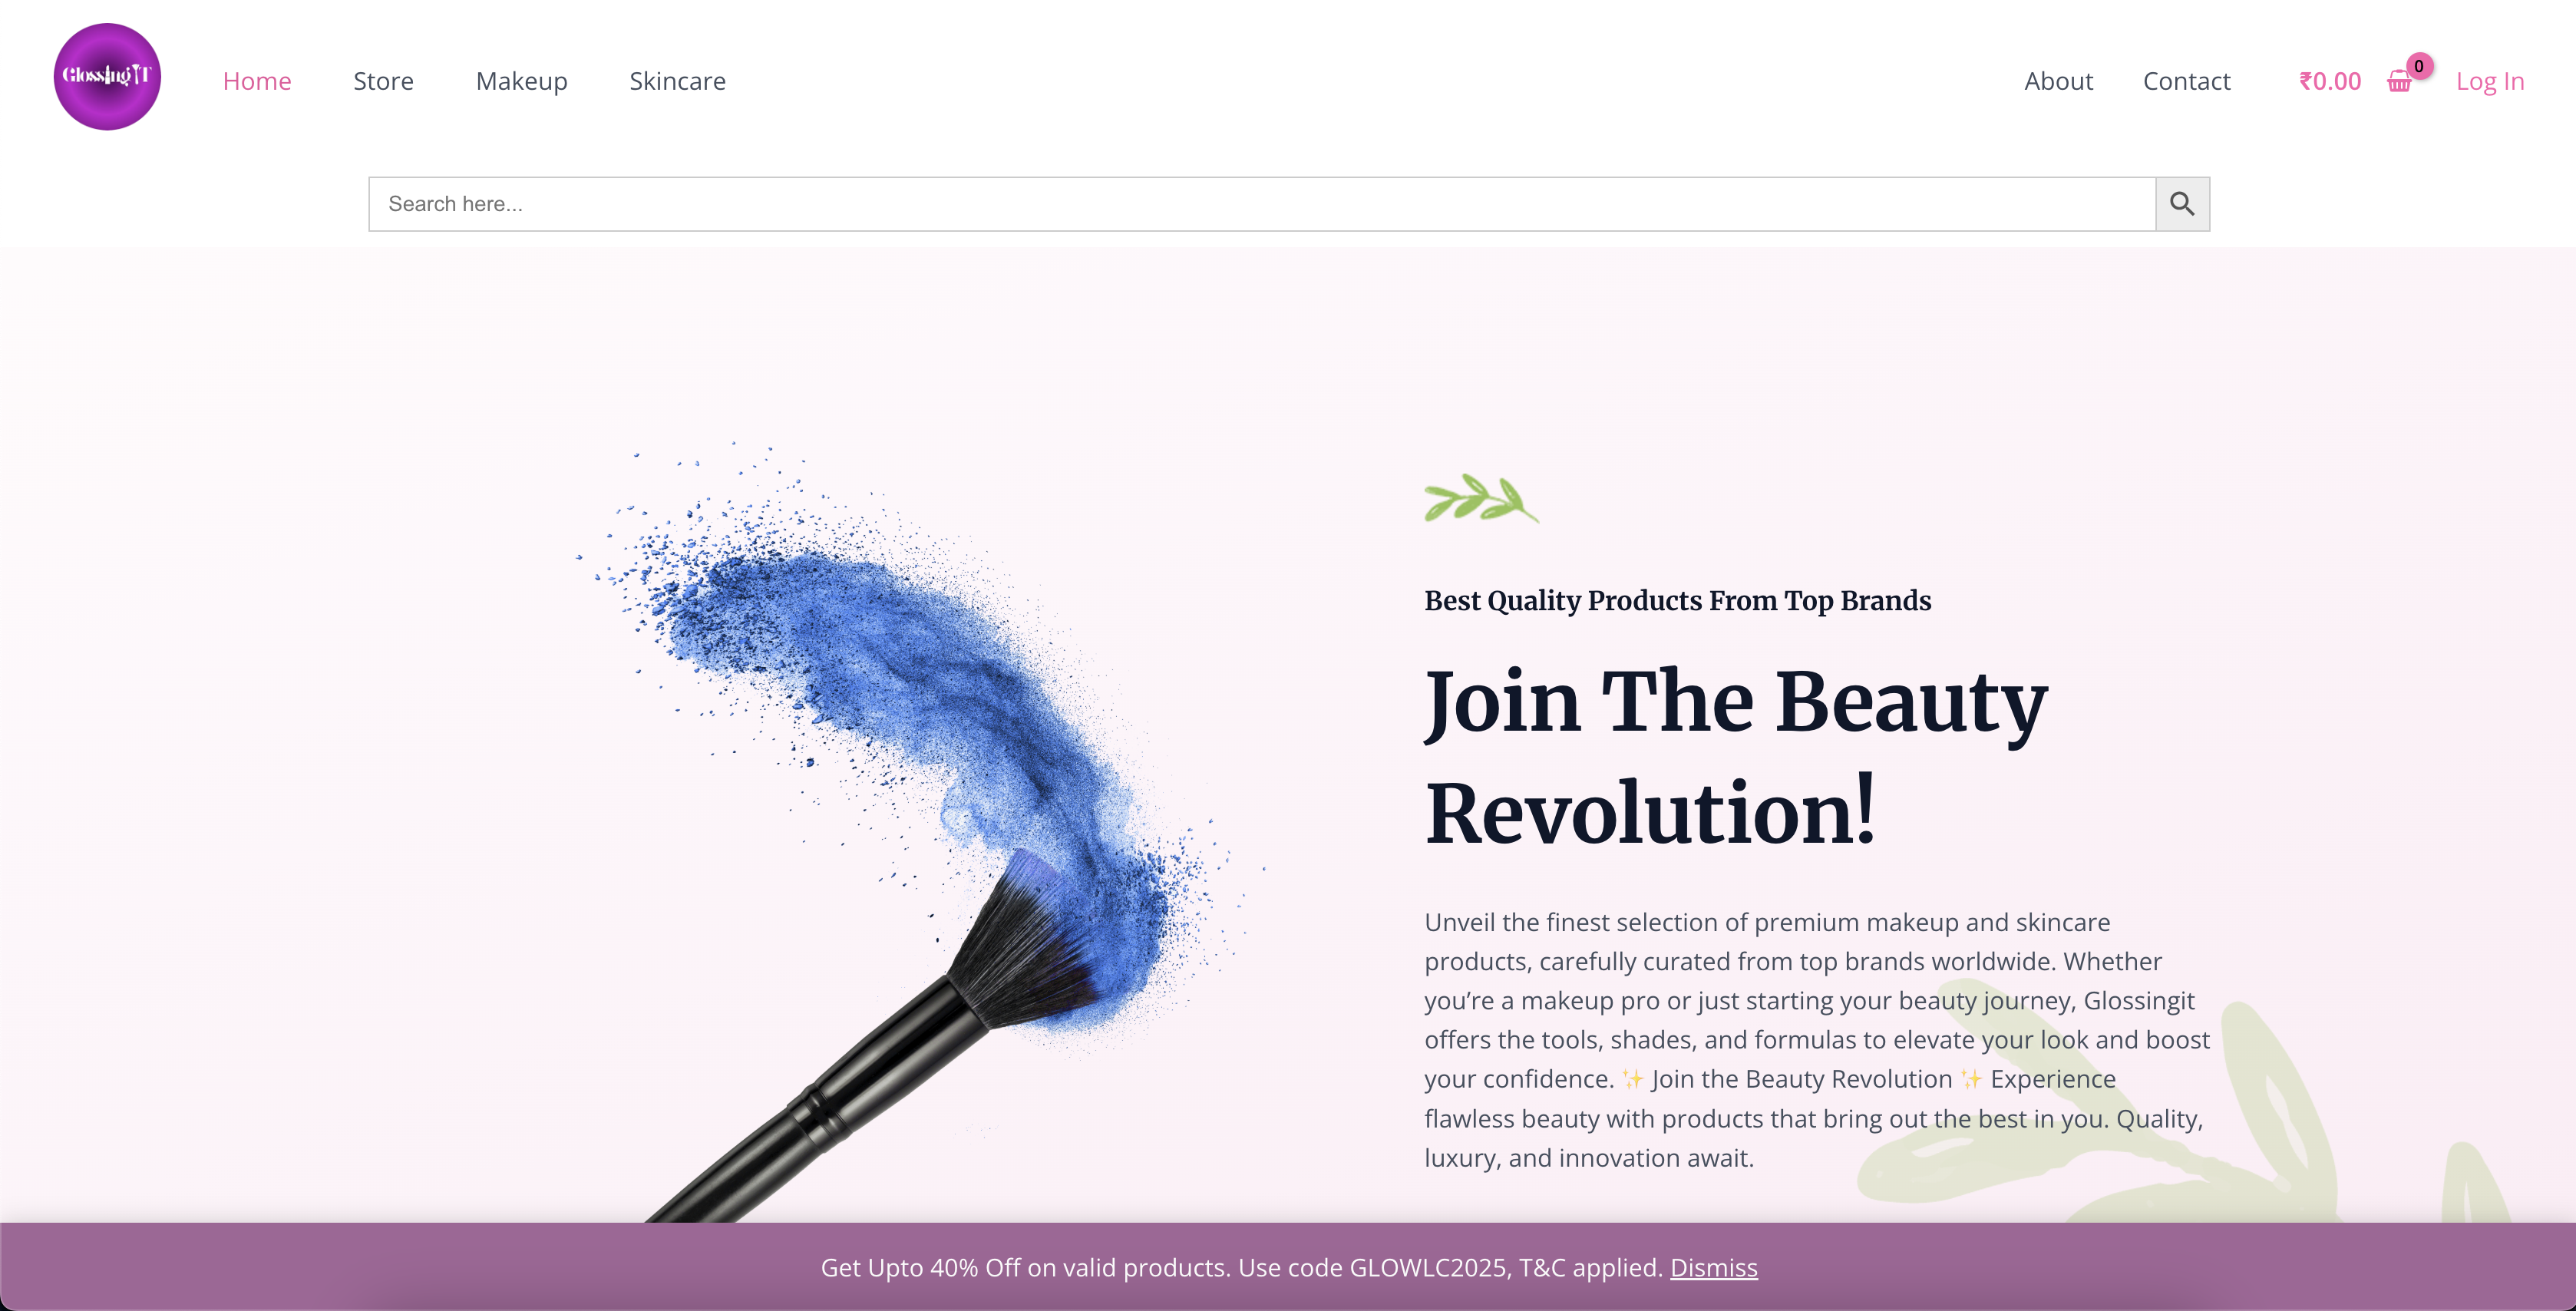 GlossingIT
Home
Store
Makeup
Skincare
About
Contact
₹0.00
0
Log In
Search here...
Best Quality Products From Top Brands
Join The Beauty
Revolution!
Unveil the finest selection of premium makeup and skincare
products, carefully curated from top brands worldwide. Whether
you’re a makeup pro or just starting your beauty journey, Glossingit
offers the tools, shades, and formulas to elevate your look and boost
your confidence. ✨ Join the Beauty Revolution ✨ Experience
flawless beauty with products that bring out the best in you. Quality,
luxury, and innovation await.
Get Upto 40% Off on valid products. Use code GLOWLC2025, T&C applied. Dismiss